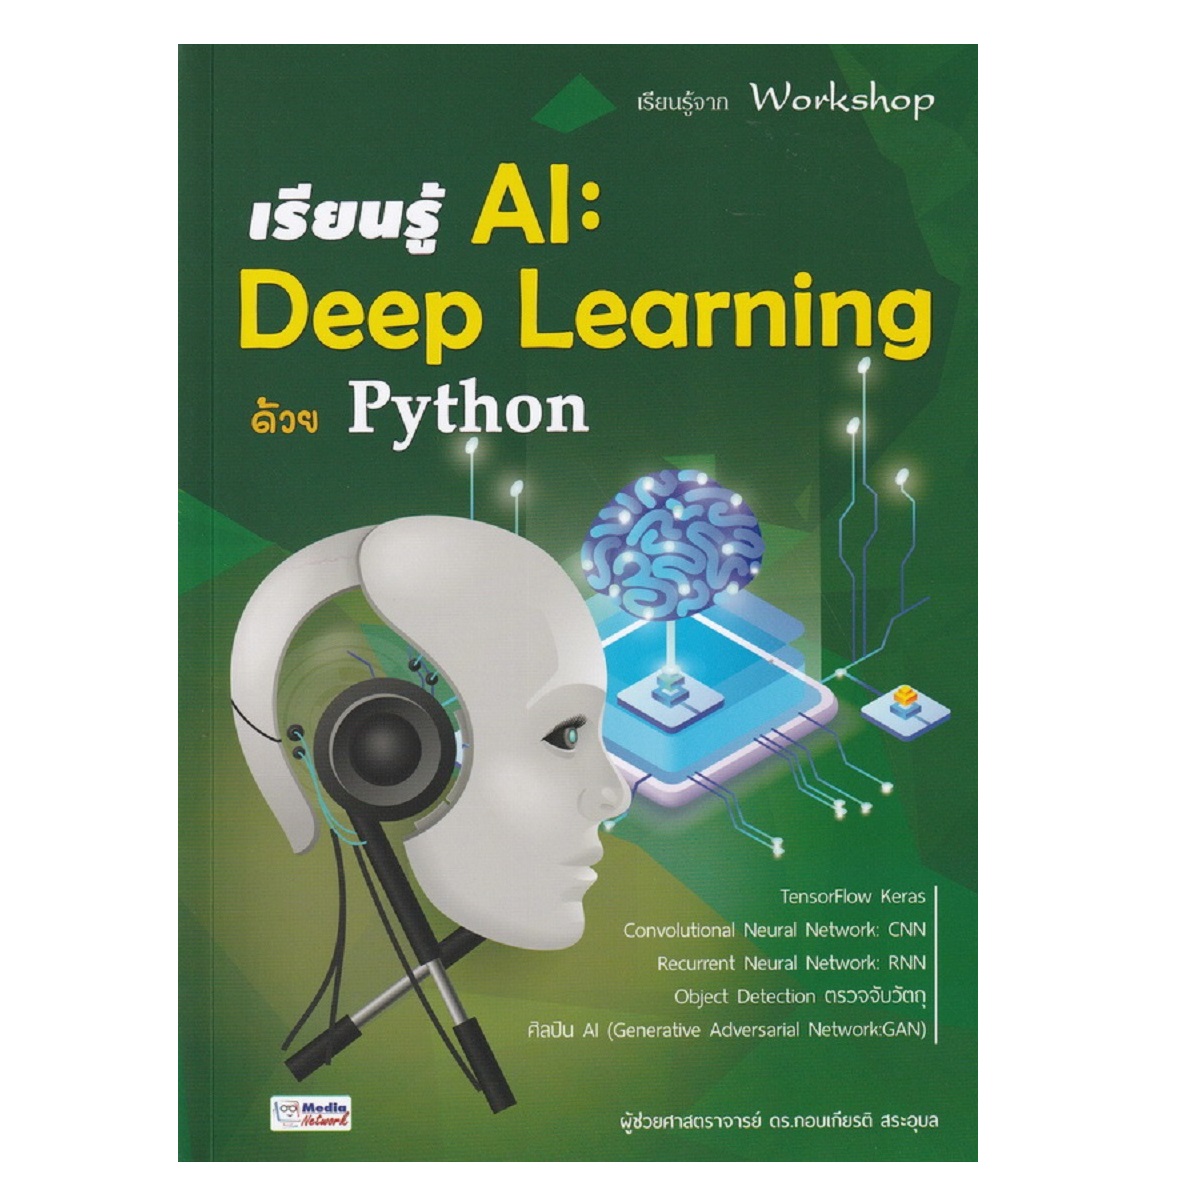 เรียนรู้จาก Workshop
เรียนรู้ AI:
Deep Learning
ด้วย Python
TensorFlow Keras
Convolutional Neural Network: CNN
Recurrent Neural Network: RNN
Object Detection ตรวจจับวัตถุ
ศิลปิน AI (Generative Adversarial Network:GAN)
Media
Network
ผู้ช่วยศาสตราจารย์ ดร.กอบเกียรติ สระอุบล